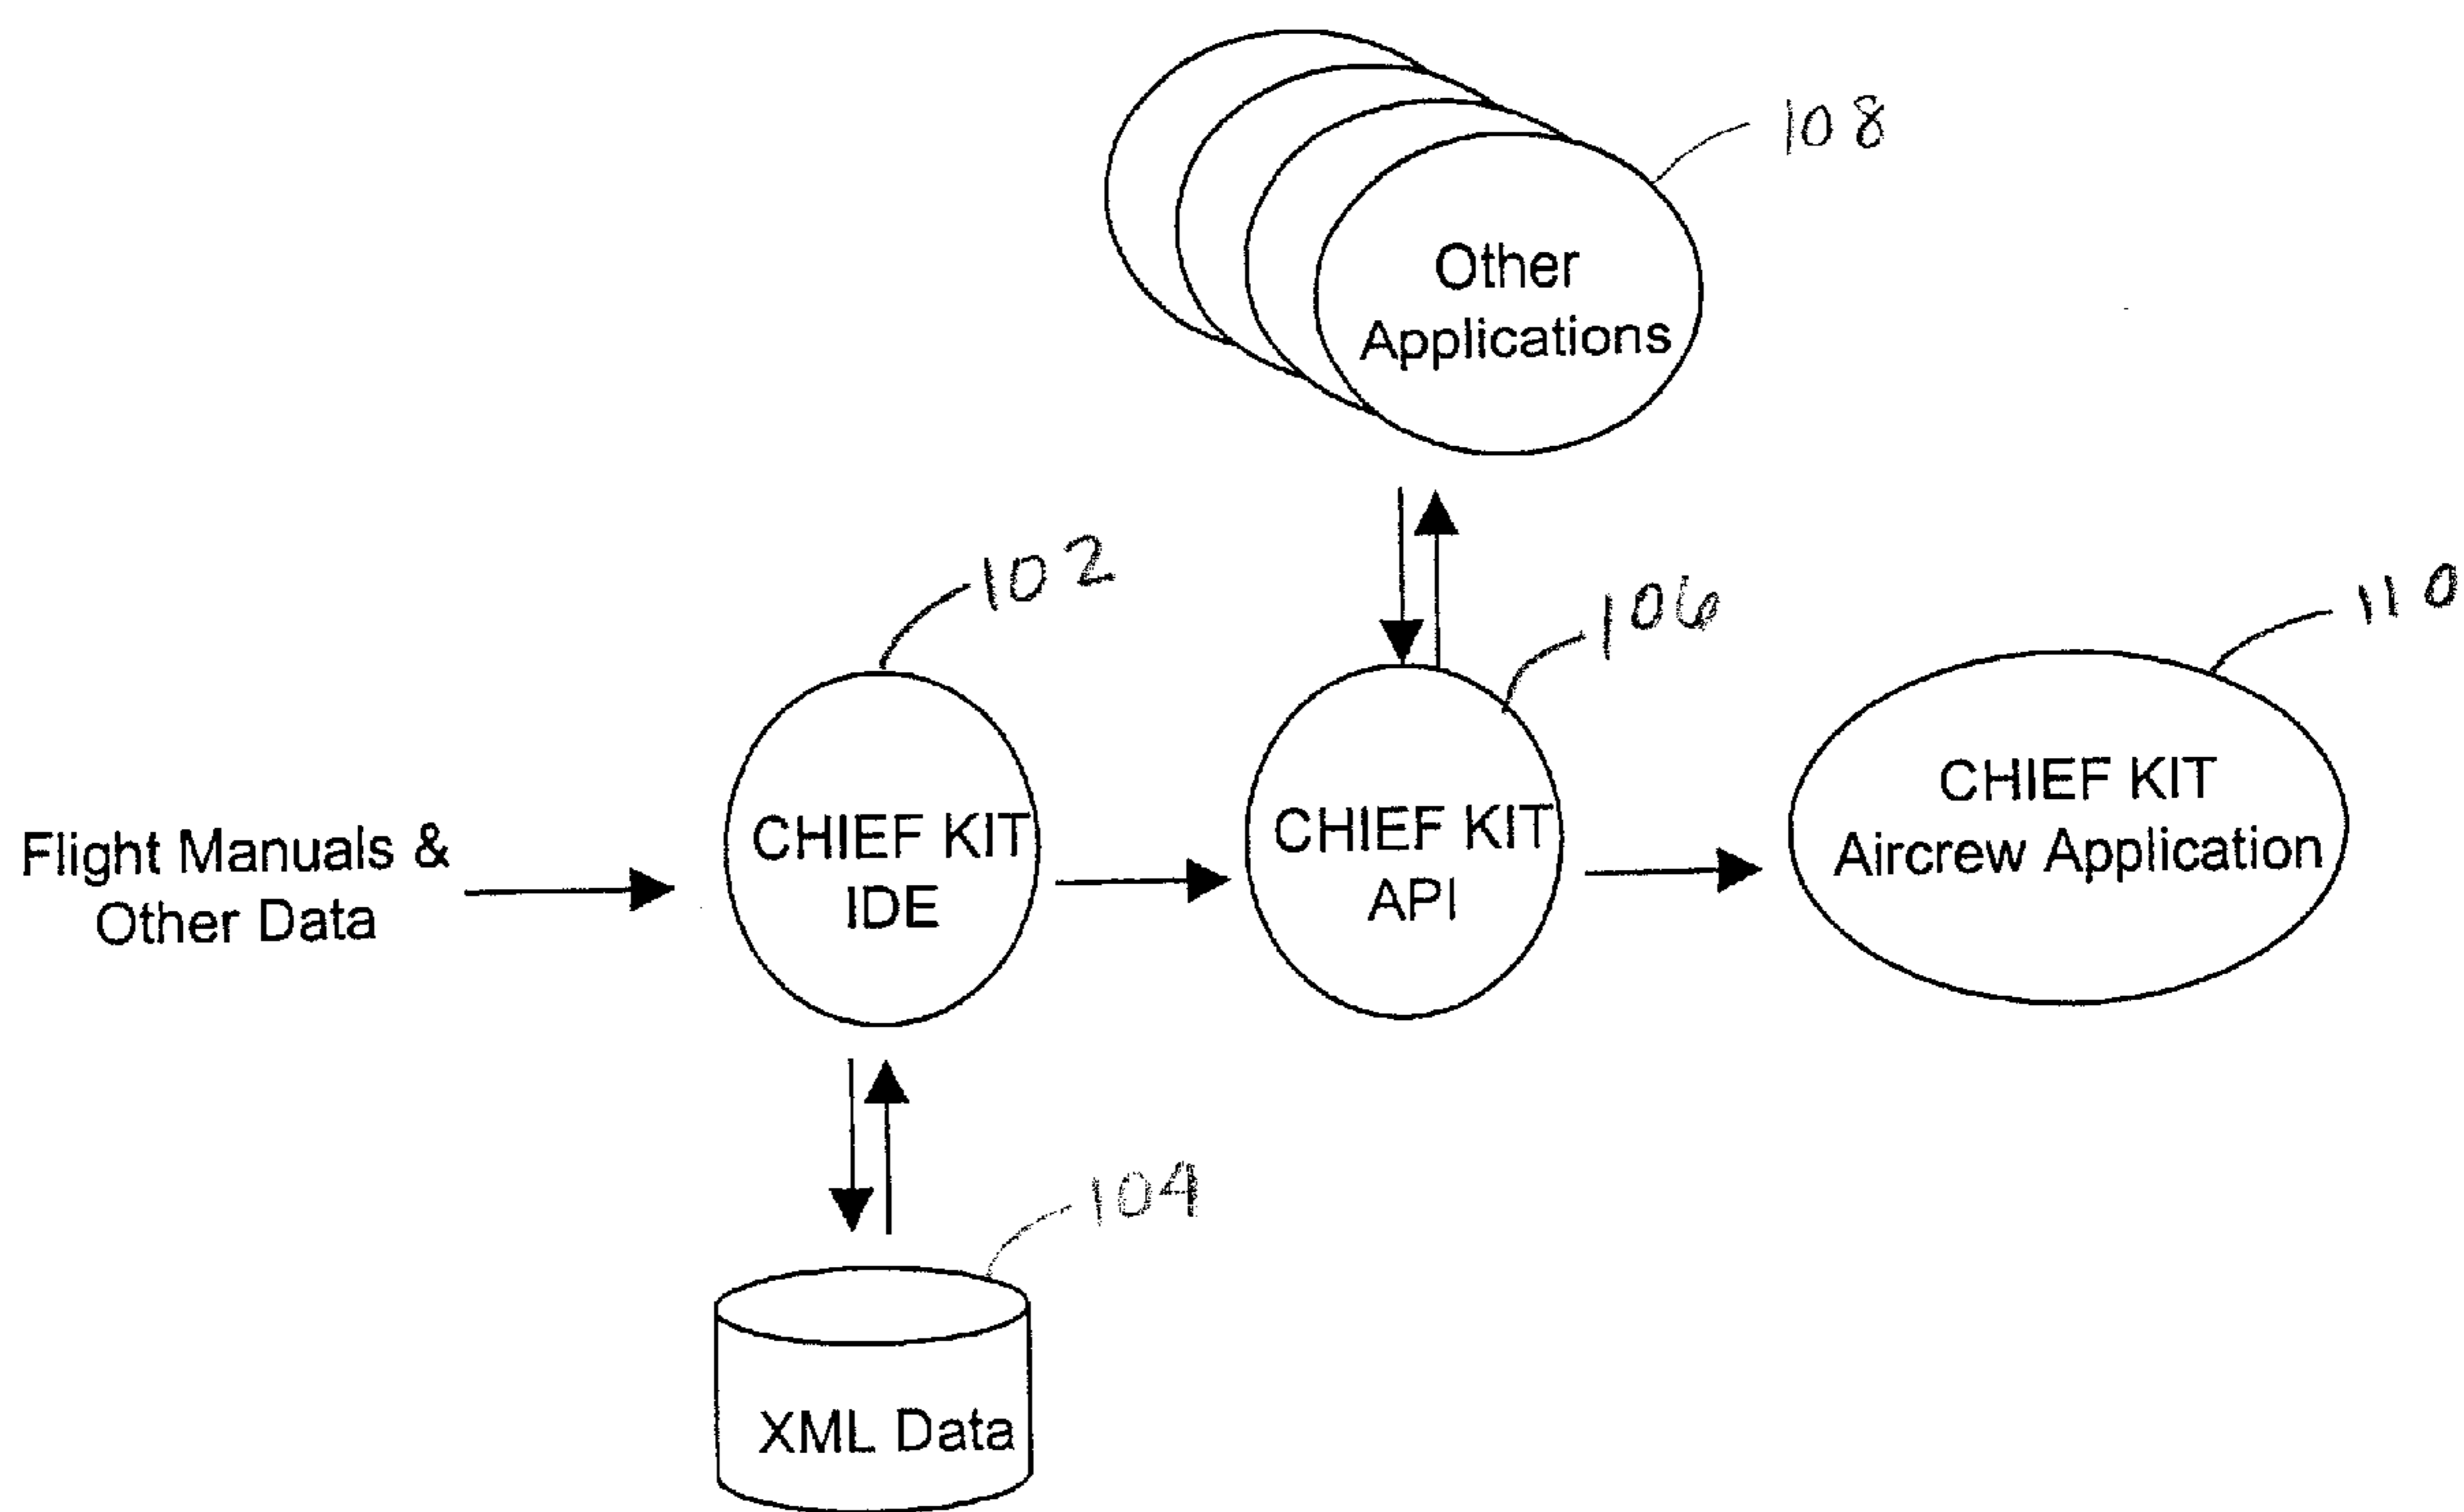 108
Other
Applications
102
106
110
Flight Manuals &
Other Data
CHIEF KIT
IDE
CHIEF KIT
API
CHIEF KIT
Aircrew Application
104
XML Data